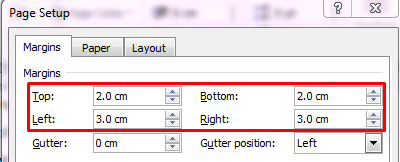 Page Setup
Margins Paper Layout
Margins
Top: 2.0 cm Bottom: 2.0 cm
Left: 3.0 cm Right: 3.0 cm
Gutter: 0 cm Gutter position: Left